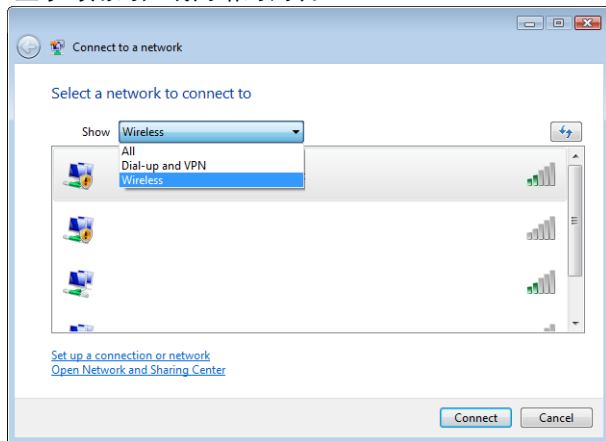 Connect to a network
Select a network to connect to
Show Wireless
All
Dial-up and VPN
Wireless
Set up a connection or network
Open Network and Sharing Center
Connect Cancel